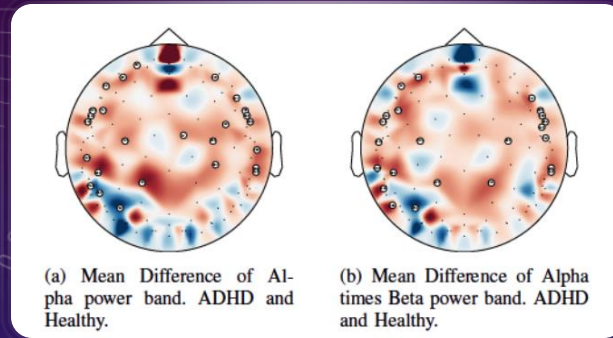 (a) Mean Difference of Al-
pha power band. ADHD and
Healthy.
(b) Mean Difference of Alpha
times Beta power band. ADHD
and Healthy.